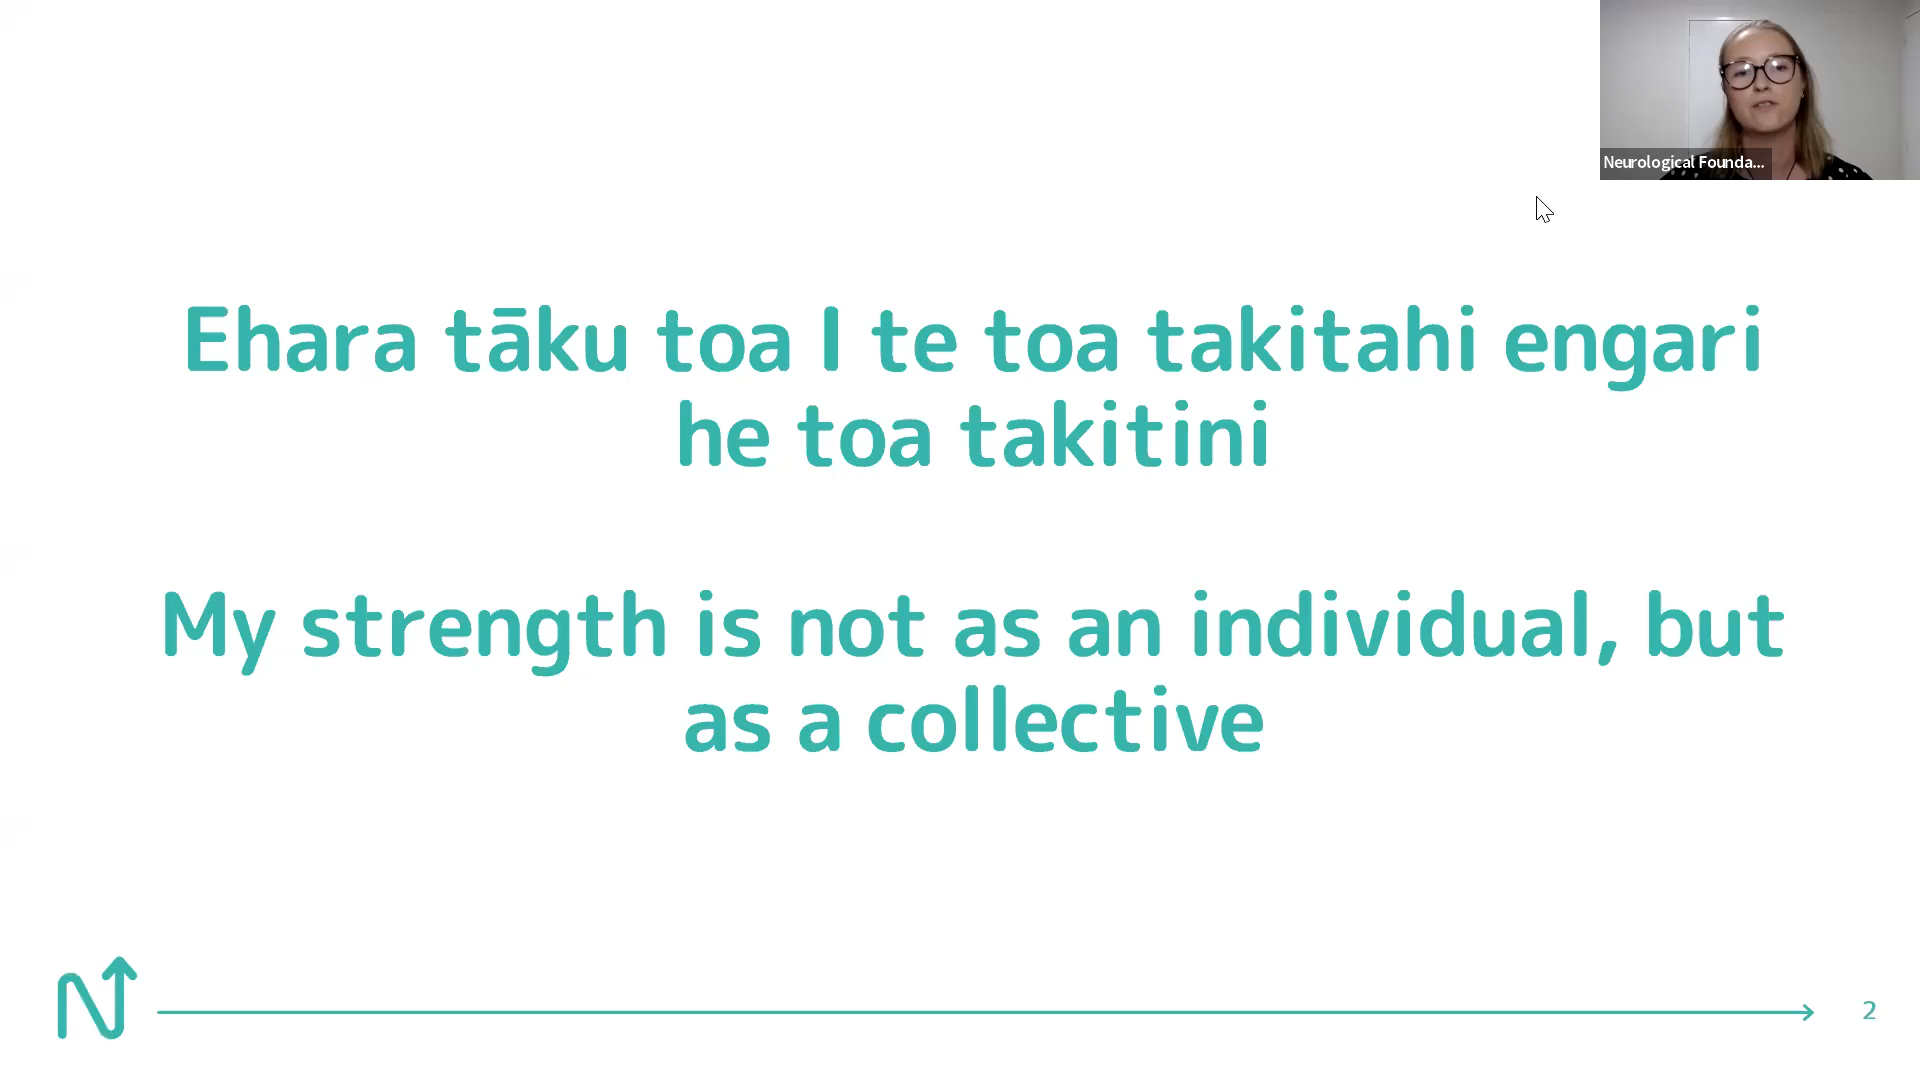 Neurological Founda...
Ehara tāku toa I te toa takitahi engari
he toa takitini
My strength is not as an individual, but
as a collective
2